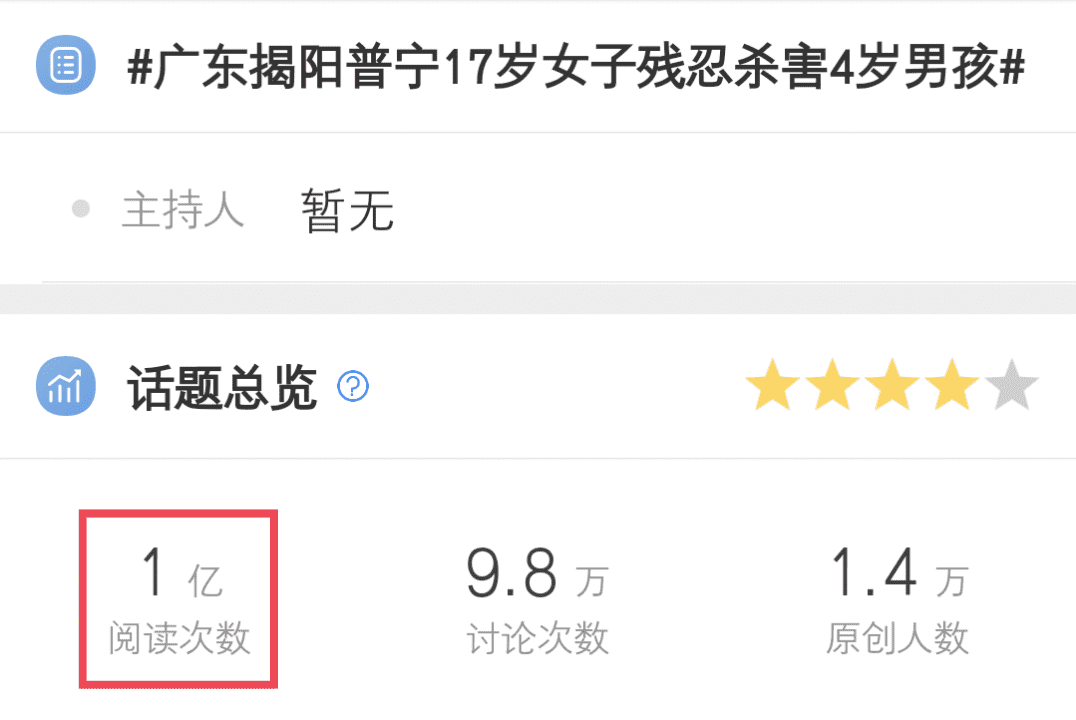 #广东揭阳普宁17岁女子残忍杀害4岁男孩#
主持人 暂无
话题总览 ?
1亿 9.8万 1.4万
阅读次数 讨论次数 原创人数